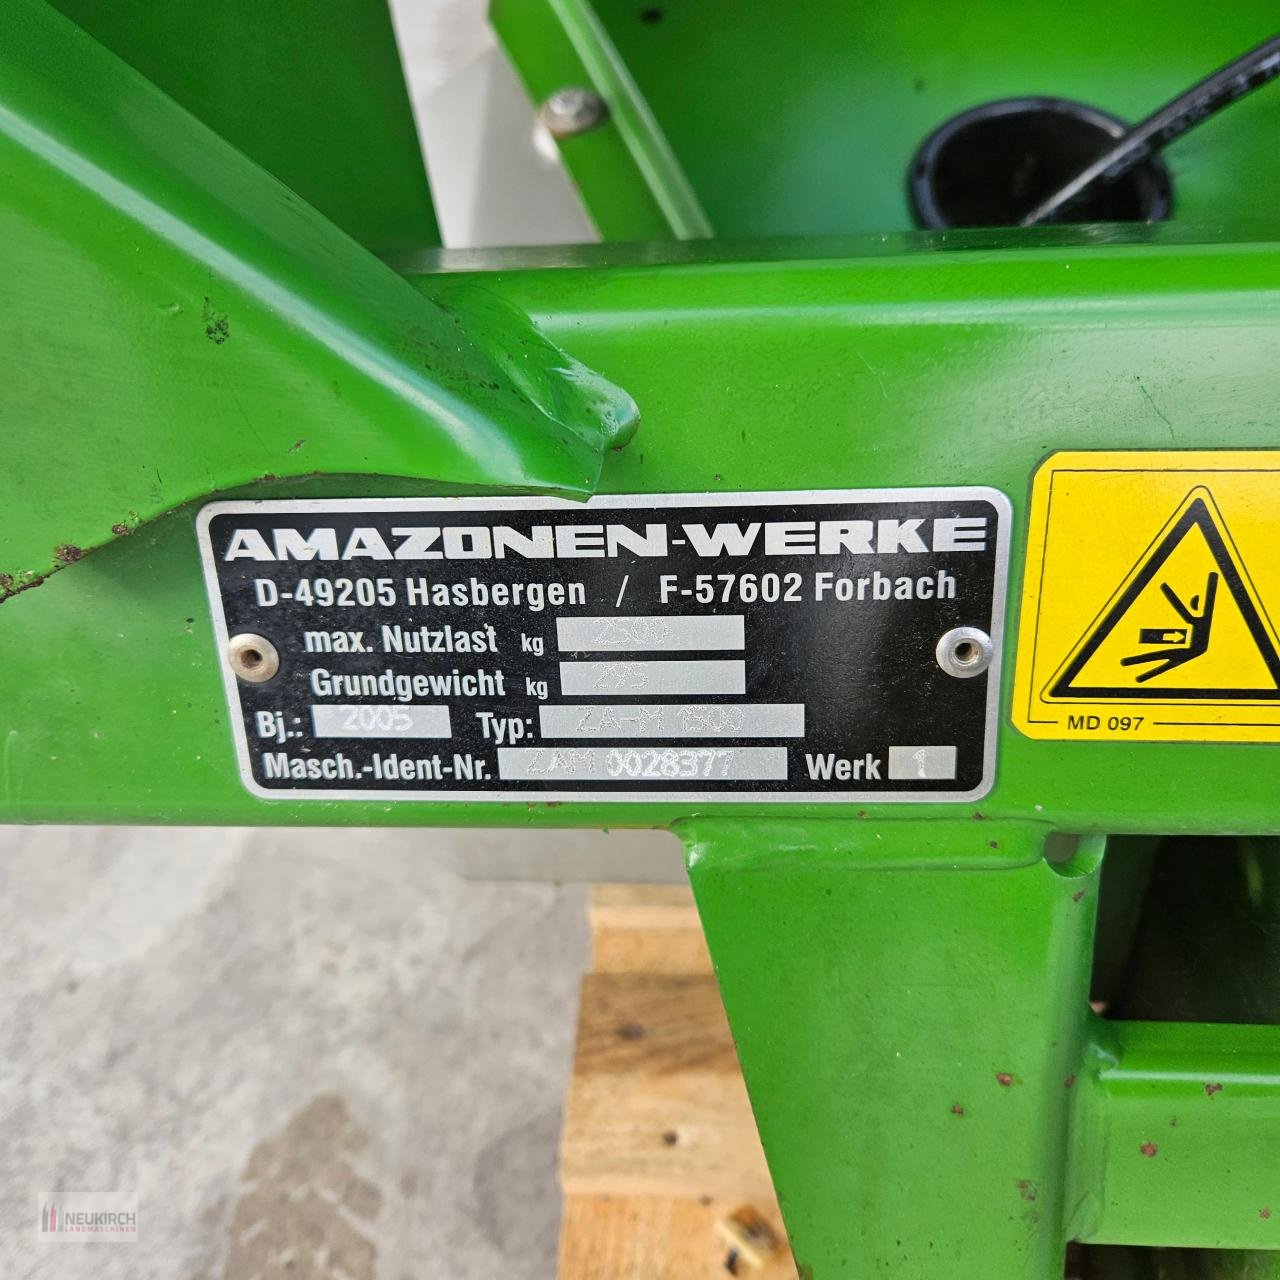 AMAZONEN-WERKE
D-49205 Hasbergen / F-57602 Forbach
max. Nutzlast kg 2500
Grundgewicht kg 295
Bj.: 2005 Typ: ZA-M 1500
Masch.-Ident-Nr. ZAM 0028377 Werk 1
MD 097
NEUKIRCH
LANDMASCHINEN